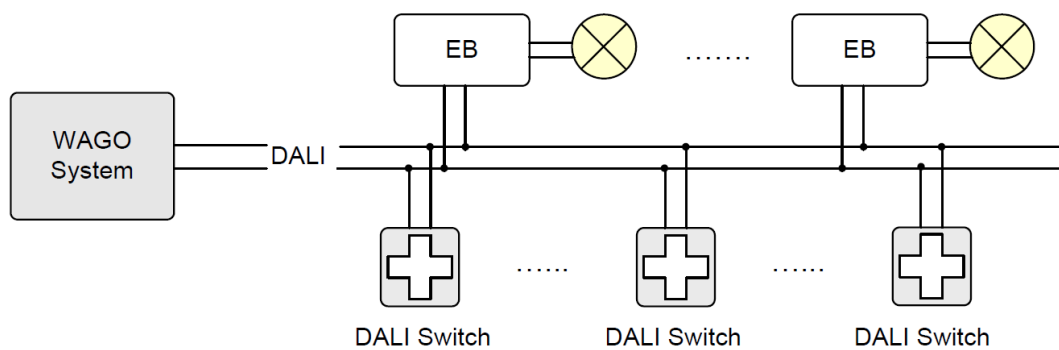 EB
EB
.......
WAGO
System
DALI
......
......
DALI Switch
DALI Switch
DALI Switch